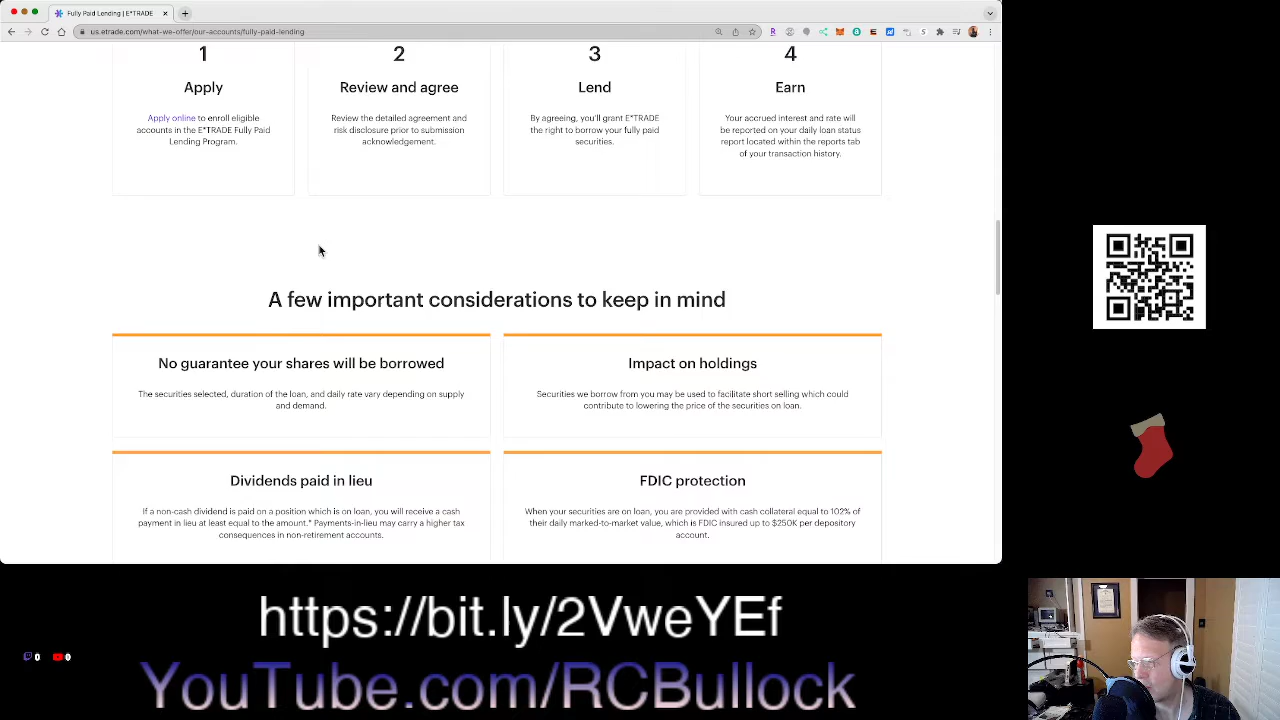 Fully Paid Lending | E*TRADE
us.etrade.com/what-we-offer/our-accounts/fully-paid-lending
1
Apply
Apply online to enroll eligible
accounts in the E*TRADE Fully Paid
Lending Program.
2
Review and agree
Review the detailed agreement and
risk disclosure prior to submission
acknowledgement.
3
Lend
By agreeing, you'll grant E*TRADE
the right to borrow your fully paid
securities.
4
Earn
Your accrued interest and rate will
be reported on your daily loan status
report located within the reports tab
of your transaction history.
A few important considerations to keep in mind
No guarantee your shares will be borrowed
The securities selected, duration of the loan, and daily rate vary depending on supply
and demand.
Impact on holdings
Securities we borrow from you may be used to facilitate short selling which could
contribute to lowering the price of the securities on loan.
Dividends paid in lieu
If a non-cash dividend is paid on a position which is on loan, you will receive a cash
payment in lieu at least equal to the amount.* Payments-in-lieu may carry a higher tax
consequences in non-retirement accounts.
FDIC protection
When your securities are on loan, you are provided with cash collateral equal to 102% of
their daily marked-to-market value, which is FDIC insured up to $250K per depository
account.
https://bit.ly/2VweYEf
0 0
YouTube.com/RCBullock